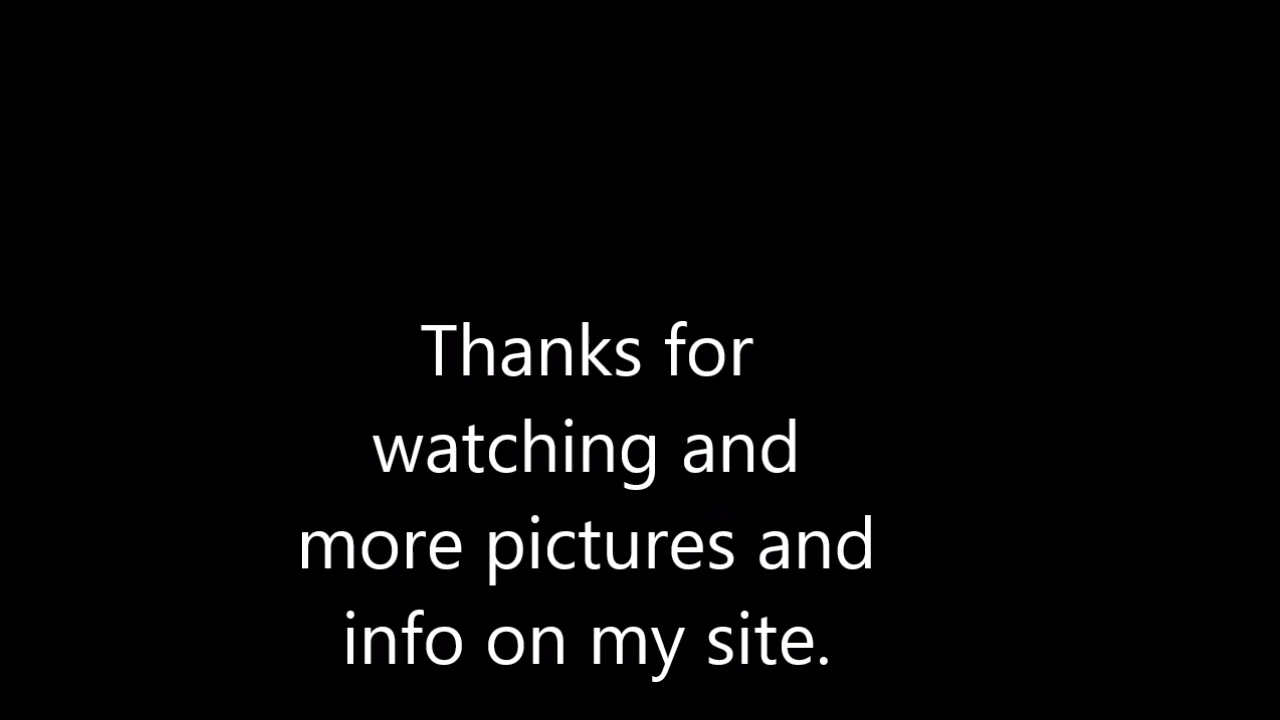 Thanks for
watching and
more pictures and
info on my site.